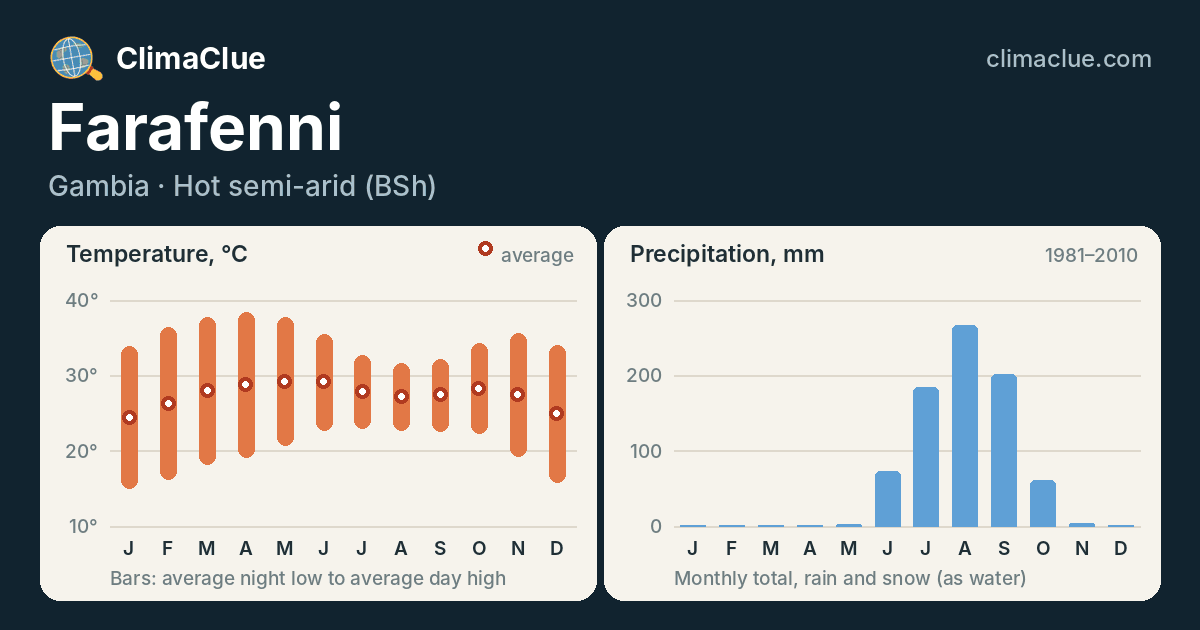 ClimaClue
climaclue.com
Farafenni
Gambia · Hot semi-arid (BSh)
Temperature, °C
average
40°
30°
20°
10°
J F M A M J J A S O N D
Bars: average night low to average day high
Precipitation, mm
1981–2010
300
200
100
0
J F M A M J J A S O N D
Monthly total, rain and snow (as water)